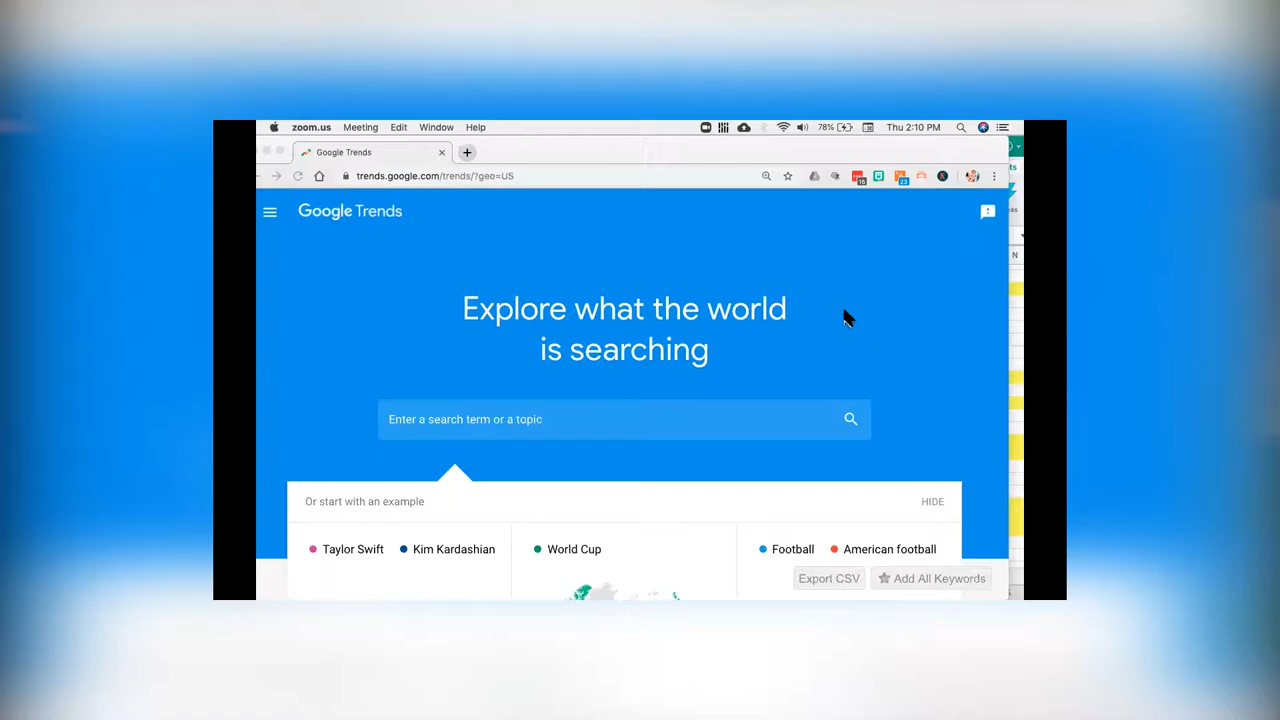 zoom.us Meeting Edit Window Help 78% Thu 2:10 PM
Google Trends
trends.google.com/trends/?geo=US
16
23
Google Trends
N
Explore what the world
is searching
Enter a search term or a topic
Or start with an example
HIDE
Taylor Swift Kim Kardashian World Cup Football American football
Export CSV Add All Keywords